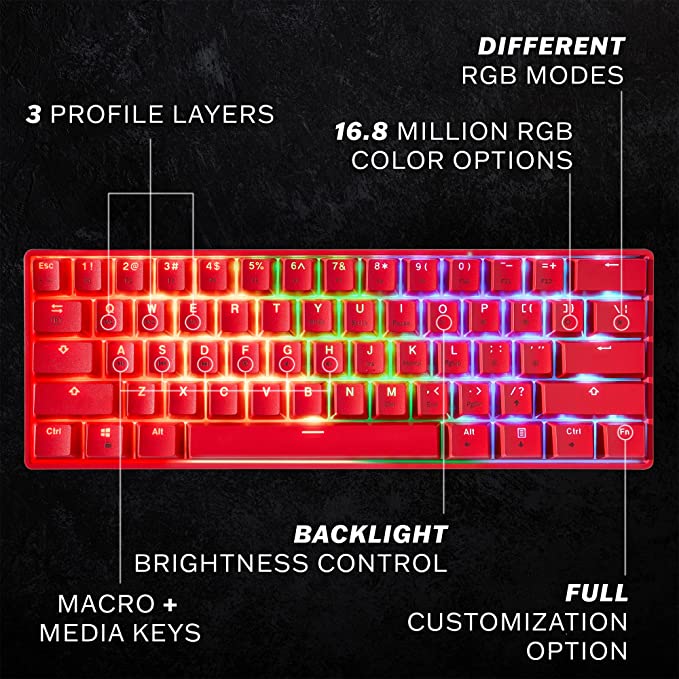 DIFFERENT
RGB MODES
3 PROFILE LAYERS
16.8 MILLION RGB
COLOR OPTIONS
Esc 1! 2@ 3# 4$ 5% 6^ 7& 8* 9( 0) -_ =+
Q W E R T Y U I O P [{ ]} \|
A S D F G H J K L ;: '"
Z X C V B N M ,< .> /?
Ctrl Alt Alt Ctrl Fn
BACKLIGHT
BRIGHTNESS CONTROL
MACRO +
MEDIA KEYS
FULL
CUSTOMIZATION
OPTION